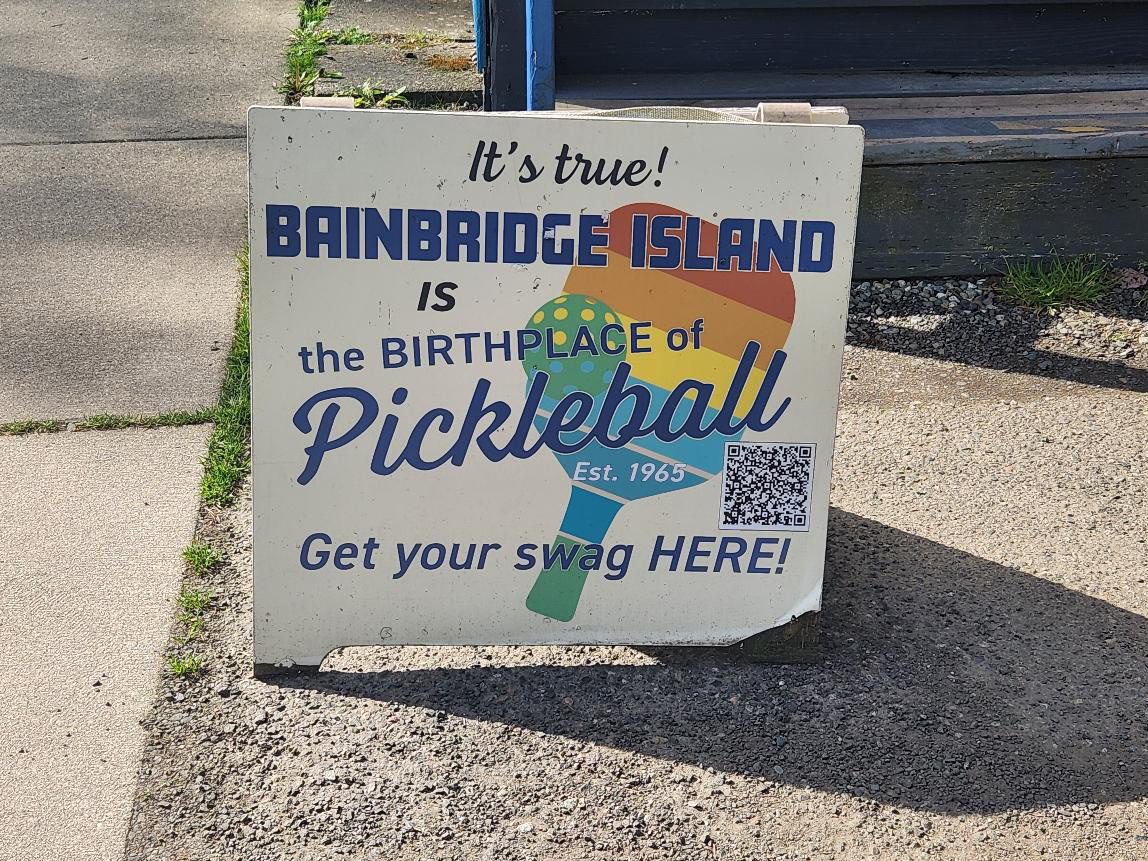 It's true!
BAINBRIDGE ISLAND
IS
the BIRTHPLACE of
Pickleball
Est. 1965
Get your swag HERE!